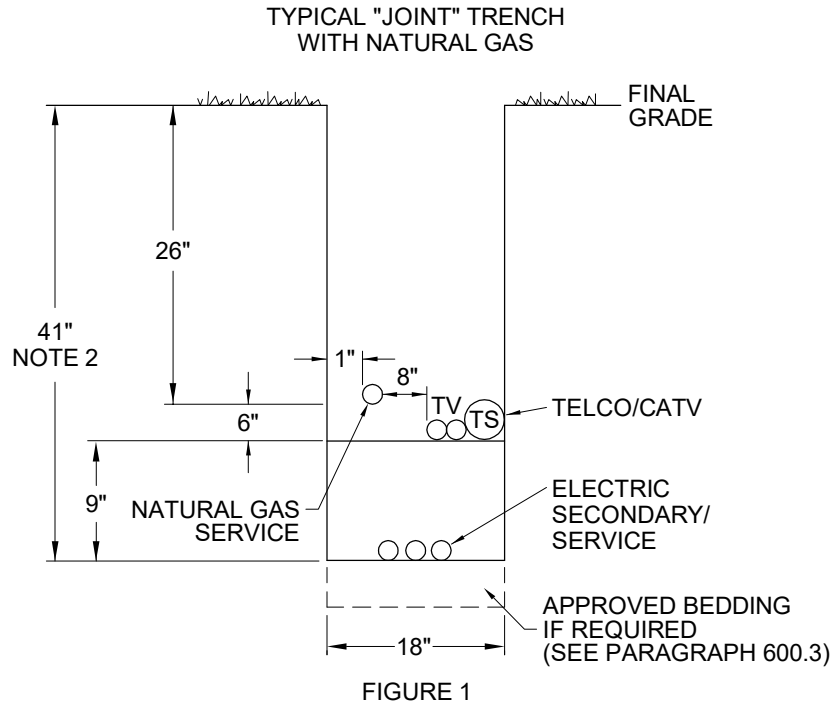 TYPICAL "JOINT" TRENCH
WITH NATURAL GAS
FINAL
GRADE
26"
41"
NOTE 2
1"
8"
TV
TS
TELCO/CATV
6"
9"
NATURAL GAS
SERVICE
ELECTRIC
SECONDARY/
SERVICE
APPROVED BEDDING
IF REQUIRED
(SEE PARAGRAPH 600.3)
18"
FIGURE 1